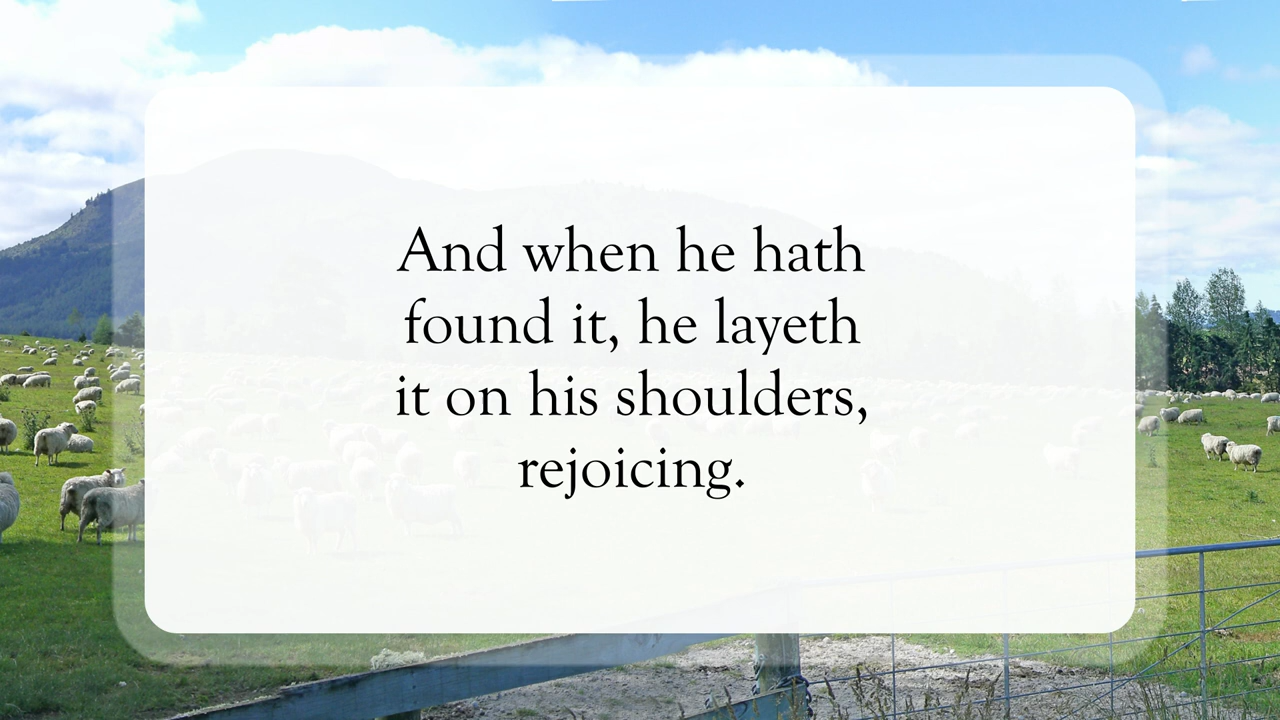 And when he hath
found it, he layeth
it on his shoulders,
rejoicing.